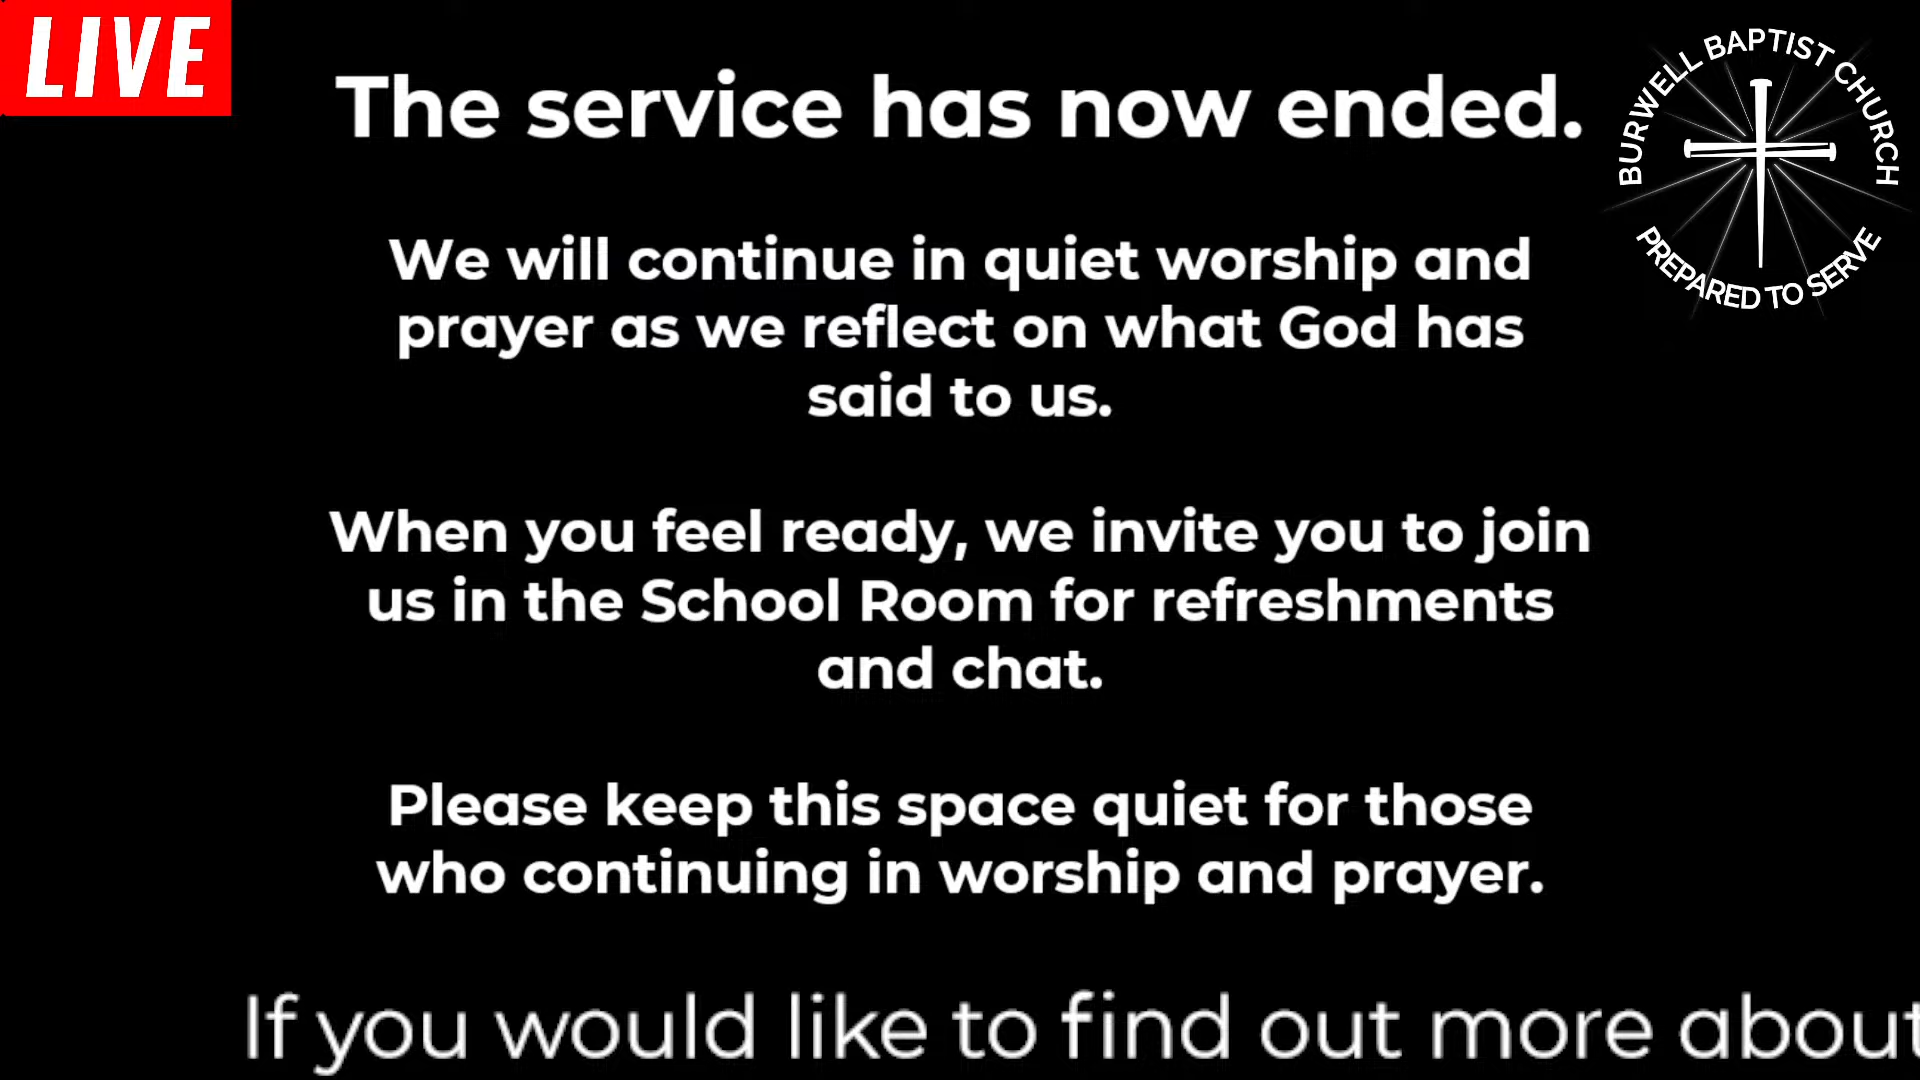 LIVE
BURWELL BAPTIST CHURCH
PREPARED TO SERVE
The service has now ended.
We will continue in quiet worship and
prayer as we reflect on what God has
said to us.
When you feel ready, we invite you to join
us in the School Room for refreshments
and chat.
Please keep this space quiet for those
who continuing in worship and prayer.
If you would like to find out more about